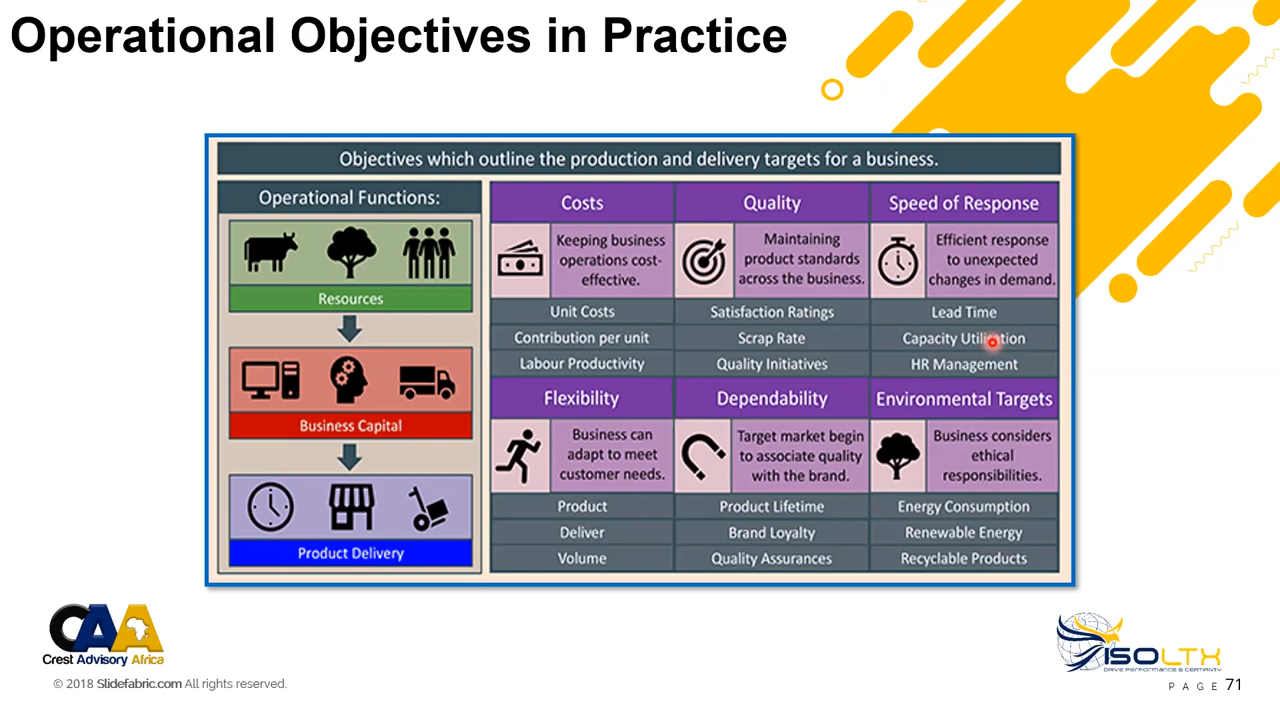 Operational Objectives in Practice
Objectives which outline the production and delivery targets for a business.
Operational Functions:
Resources
Business Capital
Product Delivery
Costs
Keeping business
operations cost-
effective.
Unit Costs
Contribution per unit
Labour Productivity
Quality
Maintaining
product standards
across the business.
Satisfaction Ratings
Scrap Rate
Quality Initiatives
Speed of Response
Efficient response
to unexpected
changes in demand.
Lead Time
Capacity Utilisation
HR Management
Flexibility
Business can
adapt to meet
customer needs.
Product
Deliver
Volume
Dependability
Target market begin
to associate quality
with the brand.
Product Lifetime
Brand Loyalty
Quality Assurances
Environmental Targets
Business considers
ethical
responsibilities.
Energy Consumption
Renewable Energy
Recyclable Products
CAA
Crest Advisory Africa
© 2018 Slidefabric.com All rights reserved.
ISOLTX
DRIVE PERFORMANCE & CERTAINTY
PAGE 71